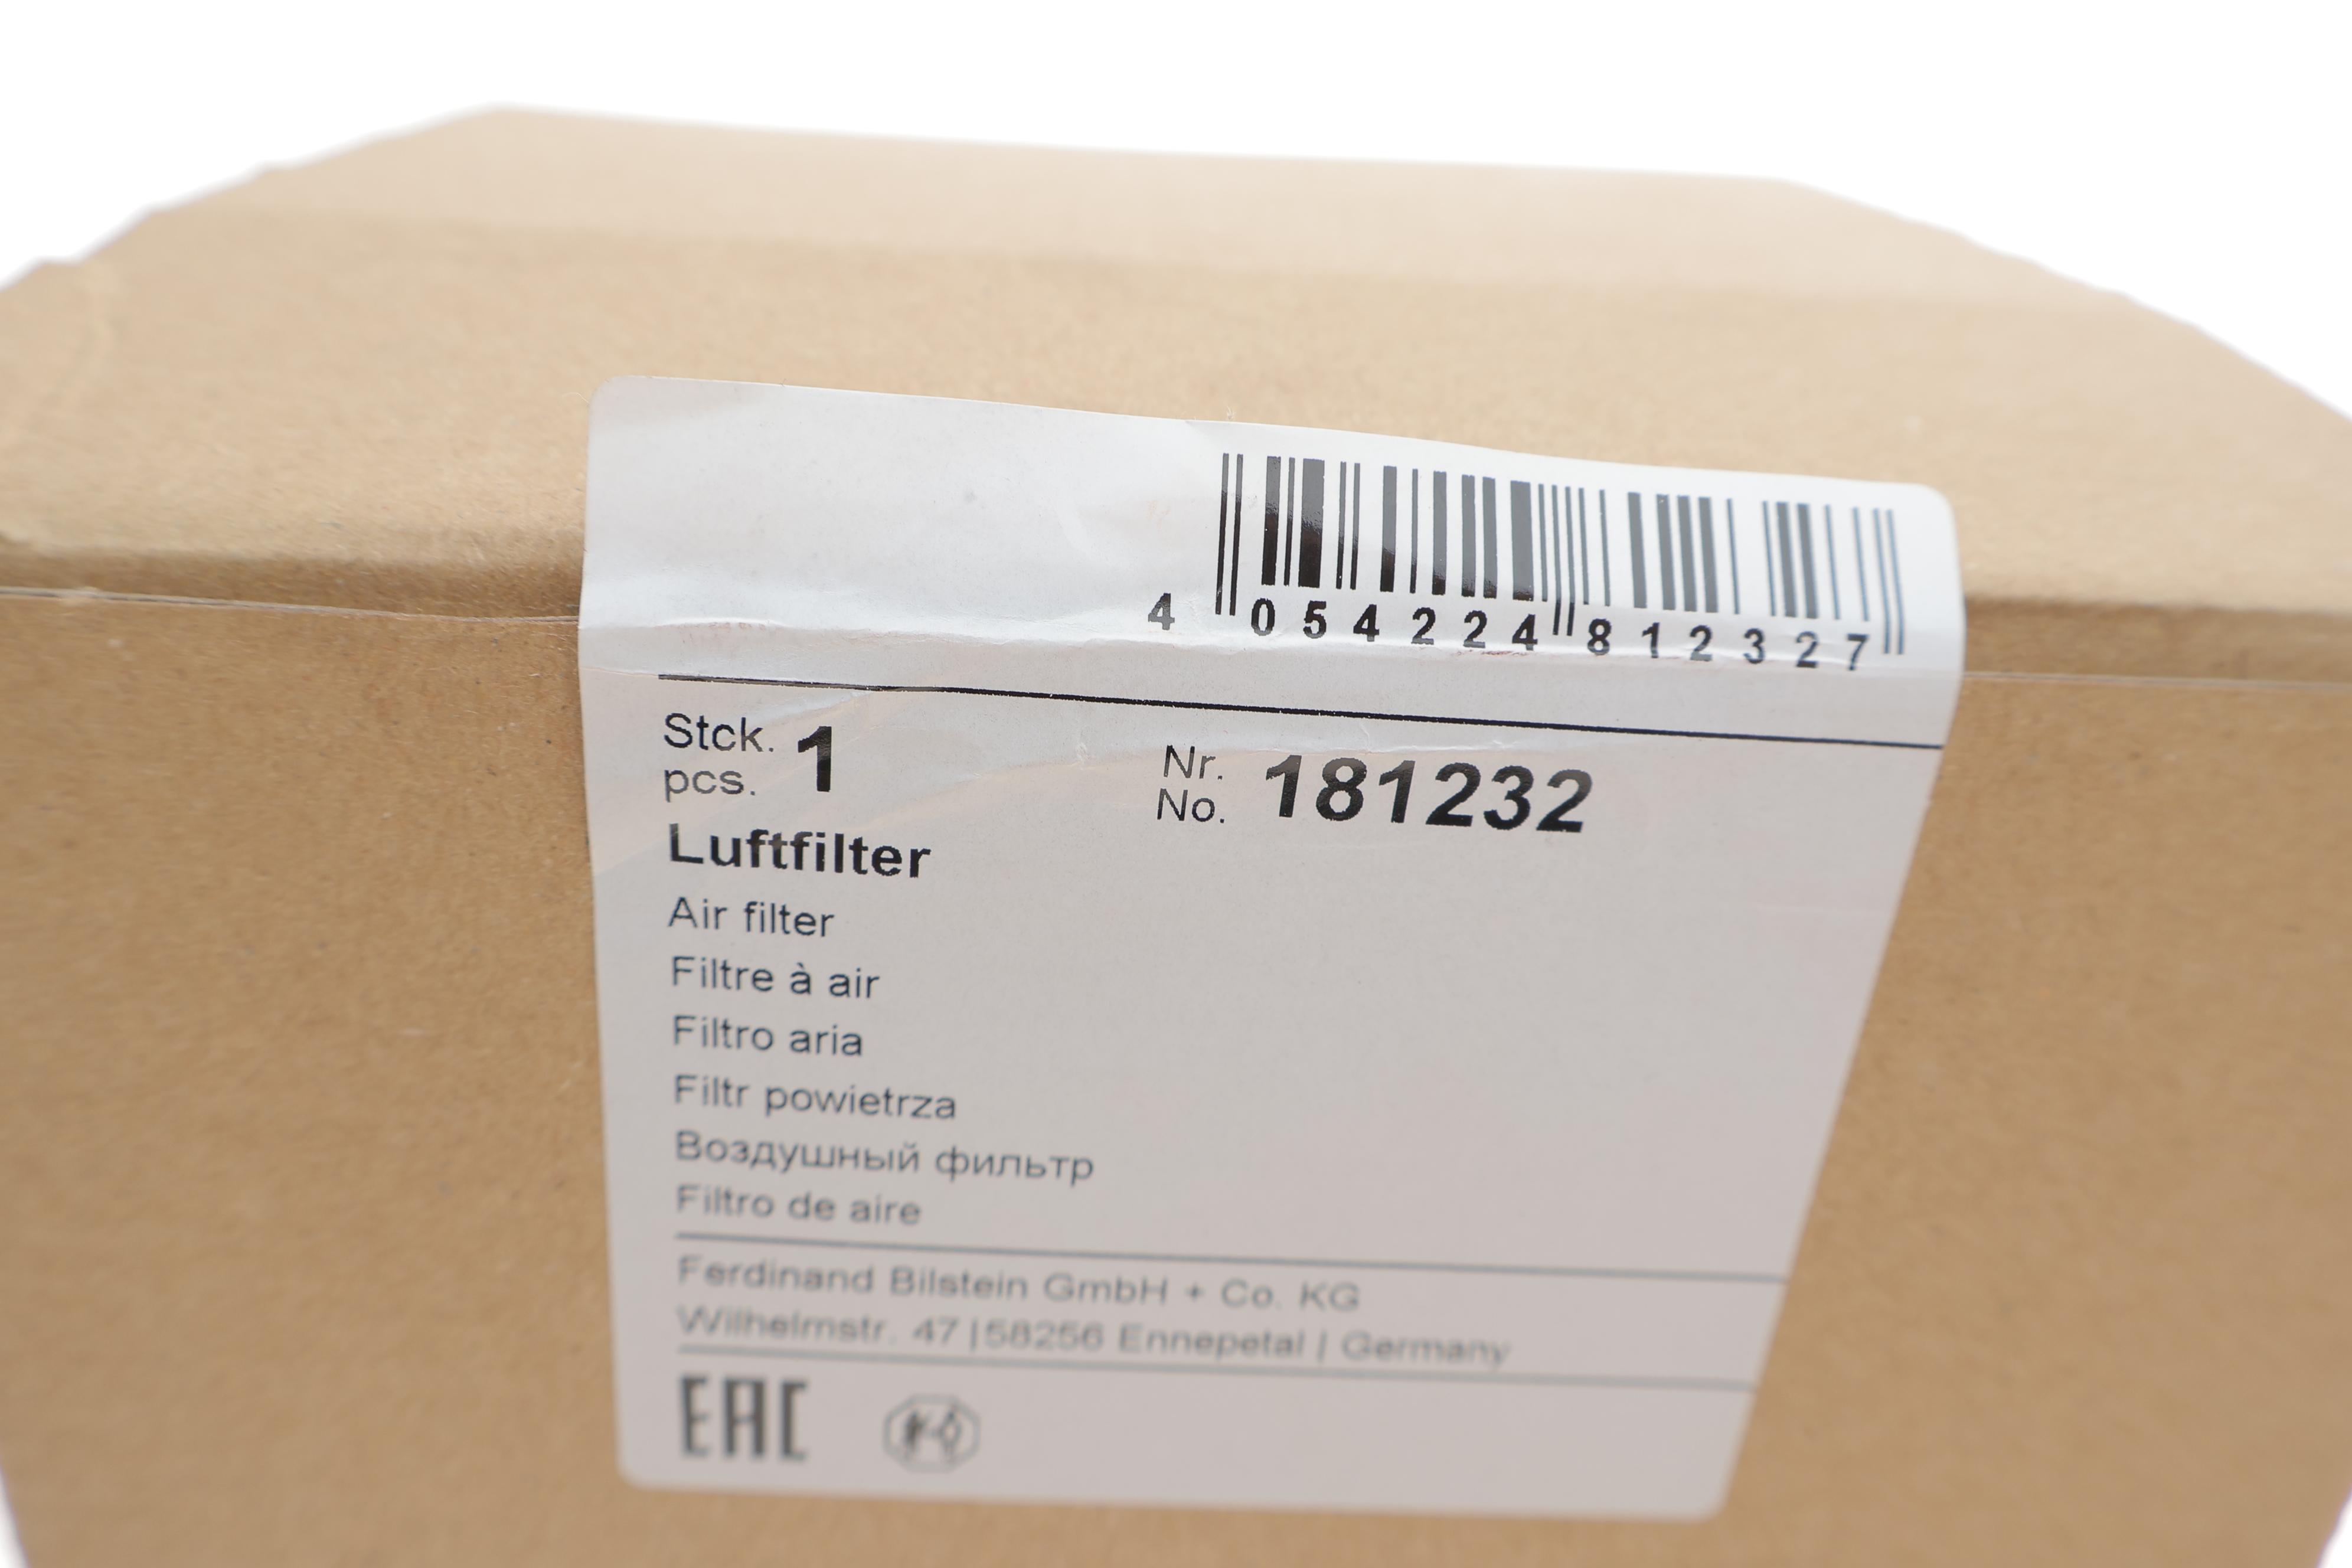 4 054224 812327
Stck. pcs. 1
Nr. No. 181232
Luftfilter
Air filter
Filtre à air
Filtro aria
Filtr powietrza
Воздушный фильтр
Filtro de aire
Ferdinand Bilstein GmbH + Co. KG
Wilhelmstr. 47 | 58256 Ennepetal | Germany
EAC